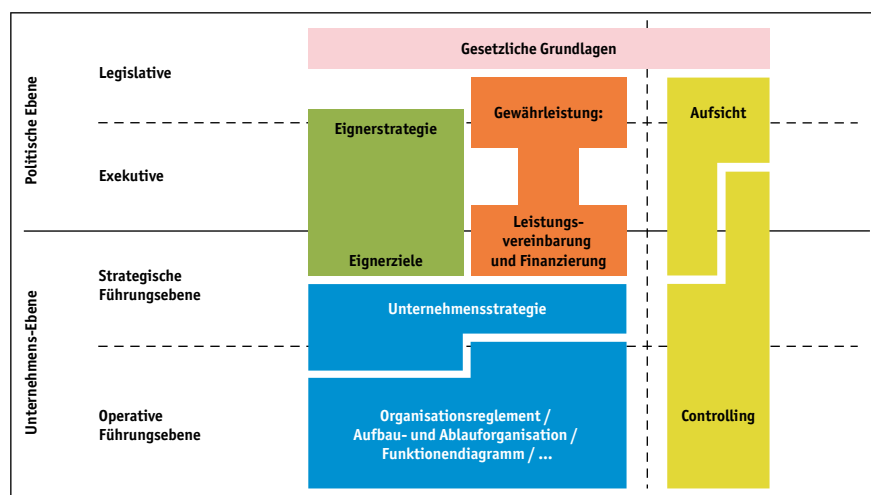 Gesetzliche Grundlagen
Politische Ebene
Legislative
Gewährleistung:
Aufsicht
Eignerstrategie
Exekutive
Leistungs-
vereinbarung
und Finanzierung
Eignerziele
Unternehmens-Ebene
Strategische
Führungsebene
Unternehmensstrategie
Operative
Führungsebene
Organisationsreglement /
Aufbau- und Ablauforganisation /
Funktionendiagramm / ...
Controlling